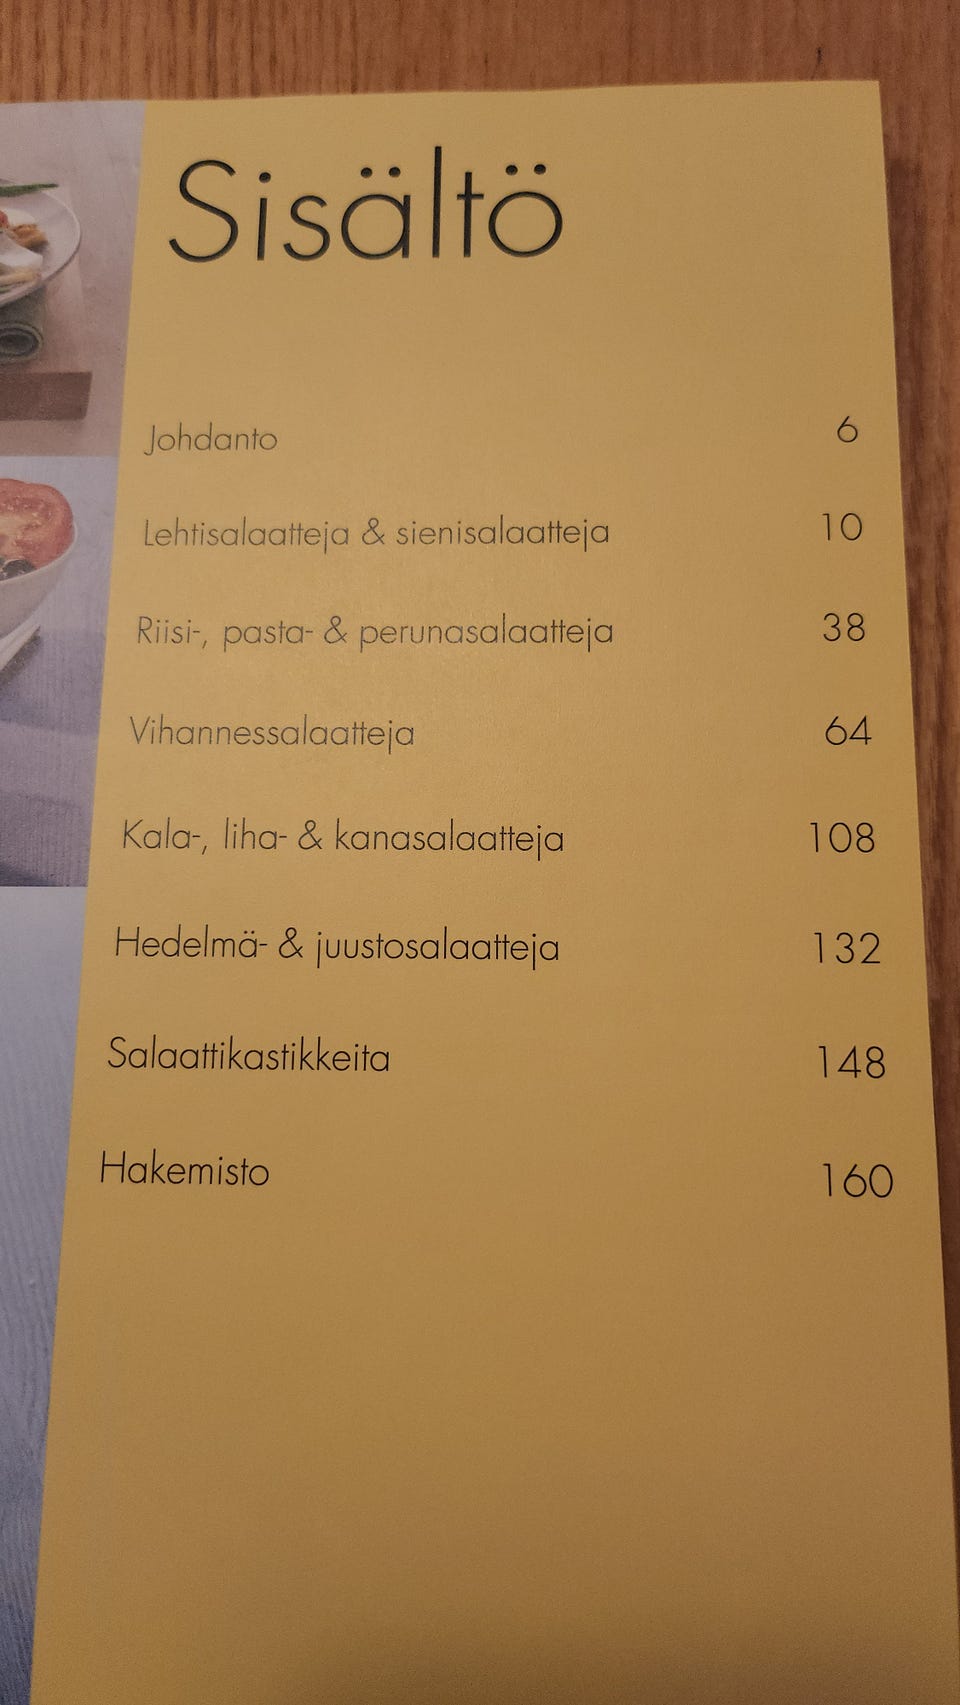 Sisältö
Johdanto 6
Lehtisalaatteja & sienisalaatteja 10
Riisi-, pasta- & perunasalaatteja 38
Vihannessalaatteja 64
Kala-, liha- & kanasalaatteja 108
Hedelmä- & juustosalaatteja 132
Salaattikastikkeita 148
Hakemisto 160